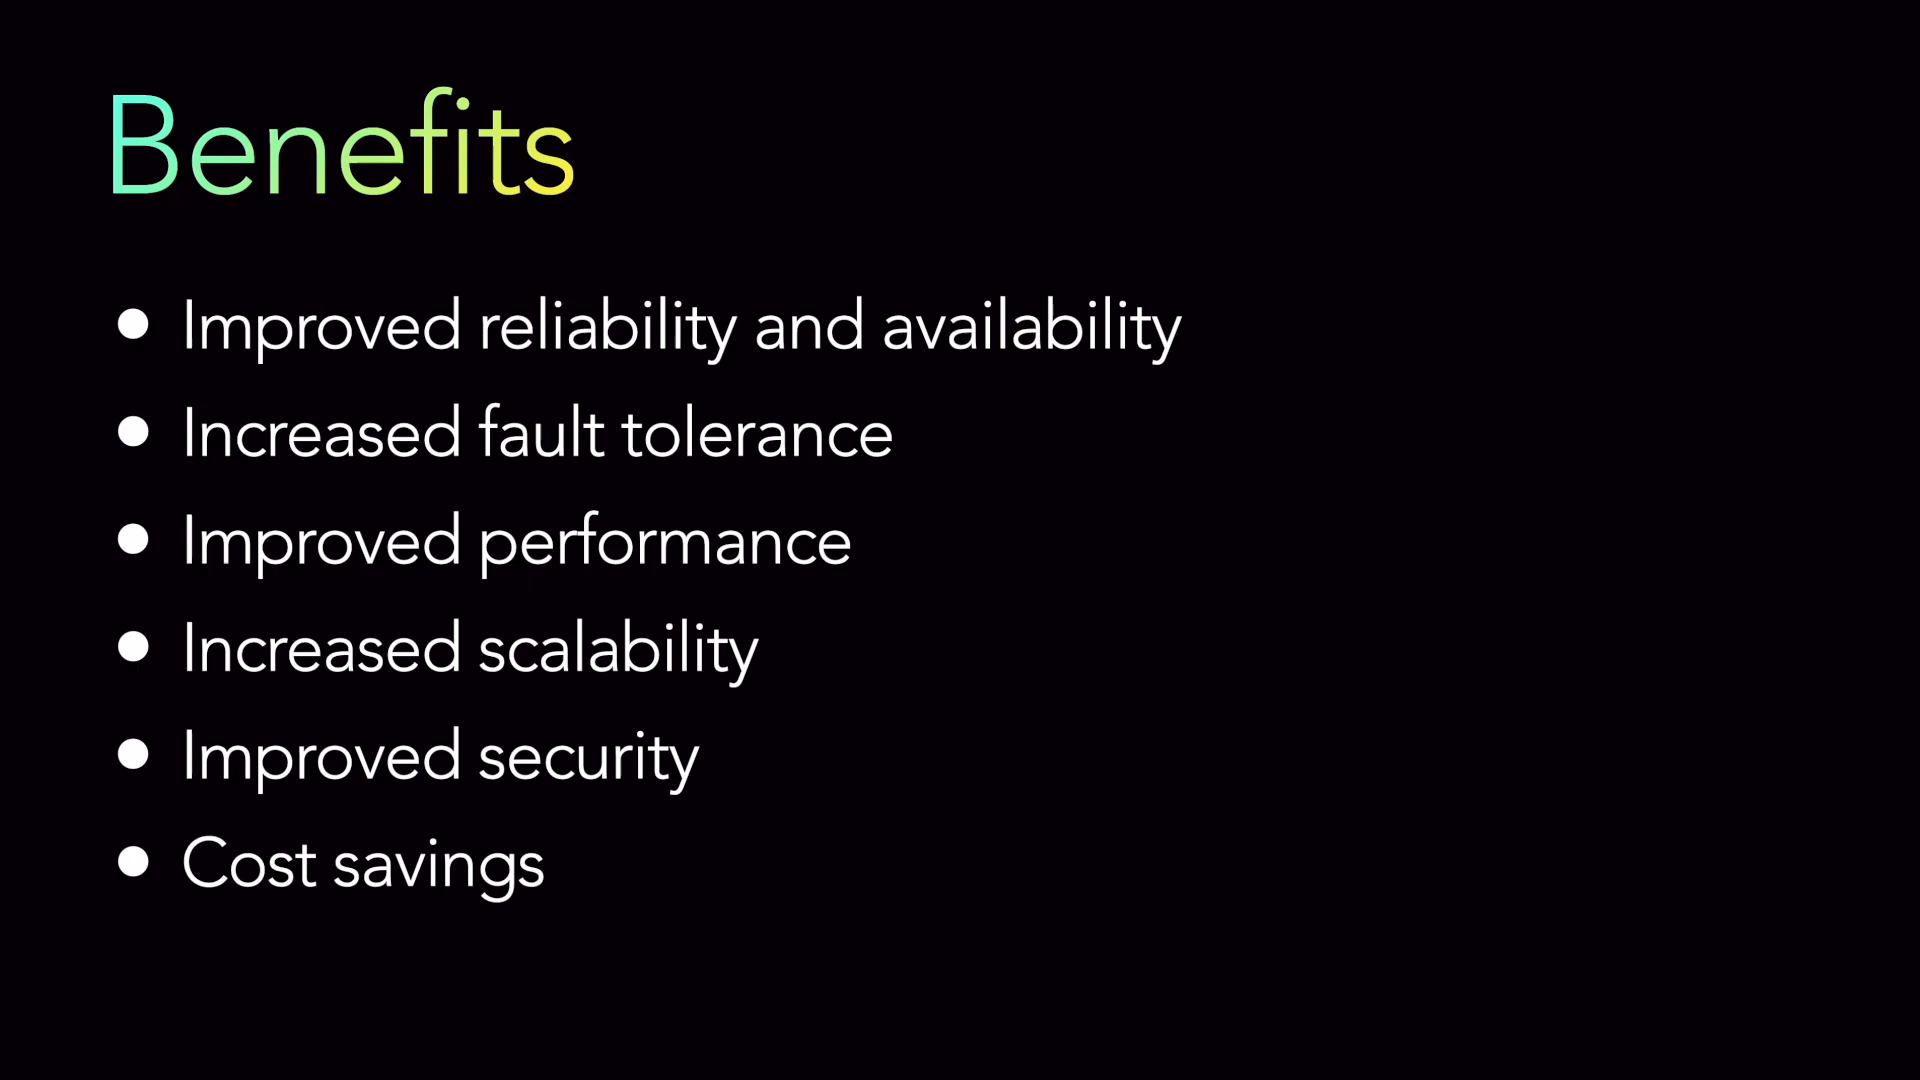 Benefits
• Improved reliability and availability
• Increased fault tolerance
• Improved performance
• Increased scalability
• Improved security
• Cost savings